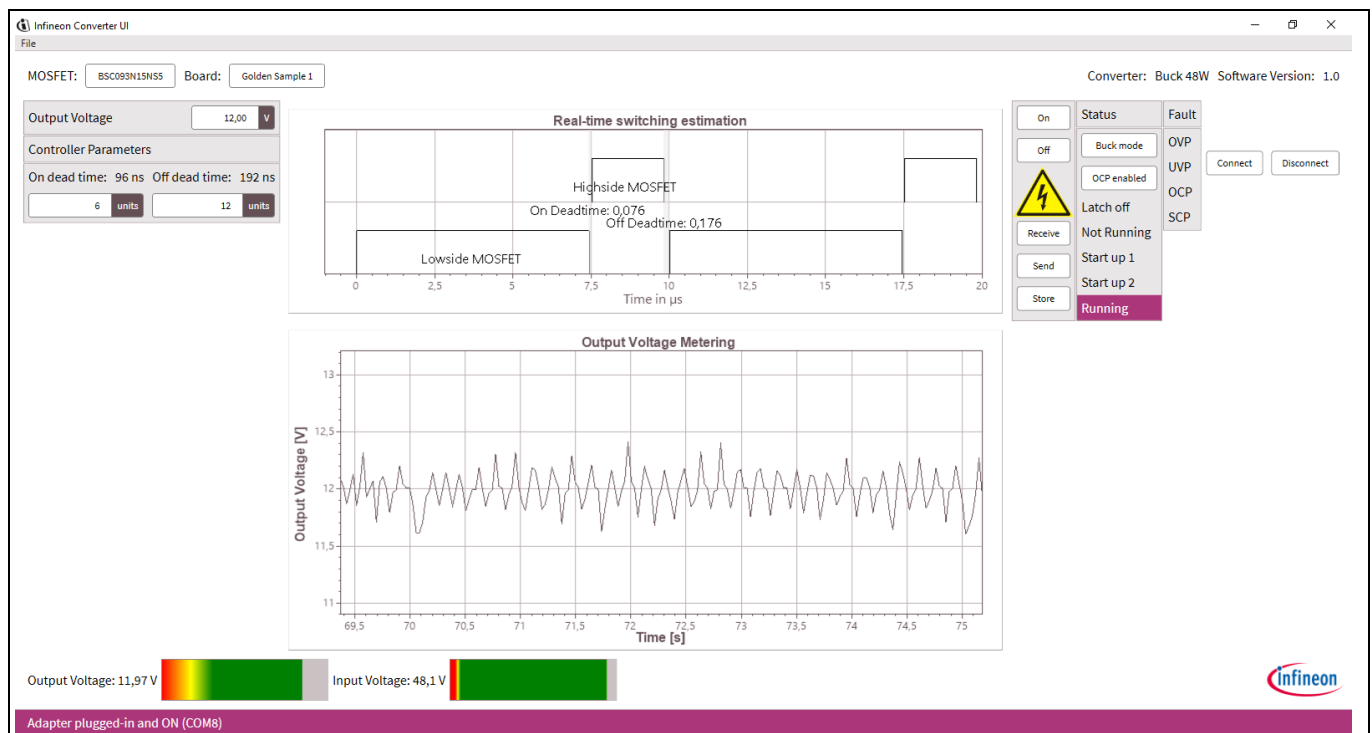 Infineon Converter UI
File
MOSFET: BSC093N15NS5 Board: Golden Sample 1
Converter: Buck 48W Software Version: 1.0
Output Voltage 12,00 V
Controller Parameters
On dead time: 96 ns Off dead time: 192 ns
6 units 12 units
Real-time switching estimation
Highside MOSFET
On Deadtime: 0,076
Off Deadtime: 0,176
Lowside MOSFET
0 2,5 5 7,5 10 12,5 15 17,5 20
Time in µs
On
Off
Receive
Send
Store
Status
Buck mode
OCP enabled
Latch off
Not Running
Start up 1
Start up 2
Running
Fault
OVP
UVP
OCP
SCP
Connect Disconnect
Output Voltage Metering
Output Voltage [V]
13
12,5
12
11,5
11
69,5 70 70,5 71 71,5 72 72,5 73 73,5 74 74,5 75
Time [s]
Output Voltage: 11,97 V Input Voltage: 48,1 V
infineon
Adapter plugged-in and ON (COM8)